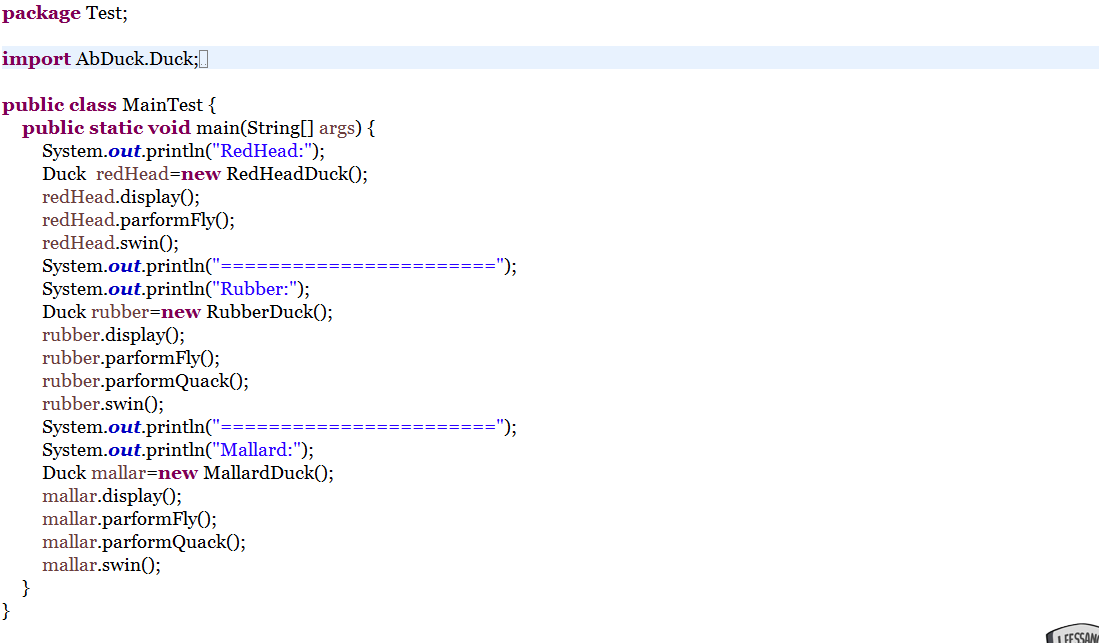 package Test;
import AbDuck.Duck;
public class MainTest {
public static void main(String[] args) {
System.out.println("RedHead:");
Duck  redHead=new RedHeadDuck();
redHead.display();
redHead.parformFly();
redHead.swin();
System.out.println("=======================");
System.out.println("Rubber:");
Duck rubber=new RubberDuck();
rubber.display();
rubber.parformFly();
rubber.parformQuack();
rubber.swin();
System.out.println("=======================");
System.out.println("Mallard:");
Duck mallar=new MallardDuck();
mallar.display();
mallar.parformFly();
mallar.parformQuack();
mallar.swin();
}
}